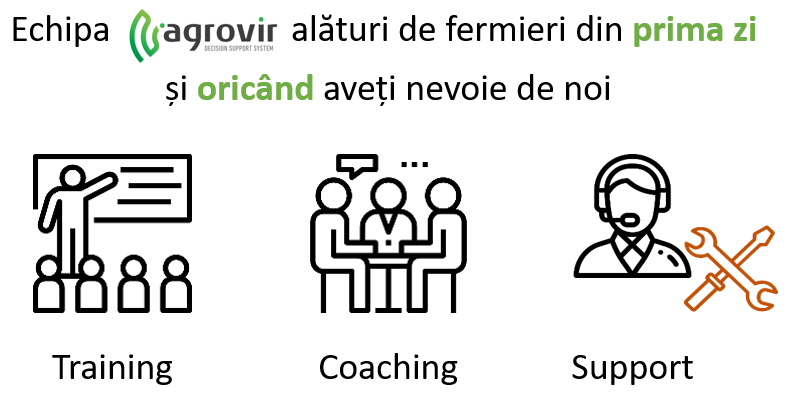 Echipa agrovir alături de fermieri din prima zi
DECISION SUPPORT SYSTEM
și oricând aveți nevoie de noi
Training Coaching Support